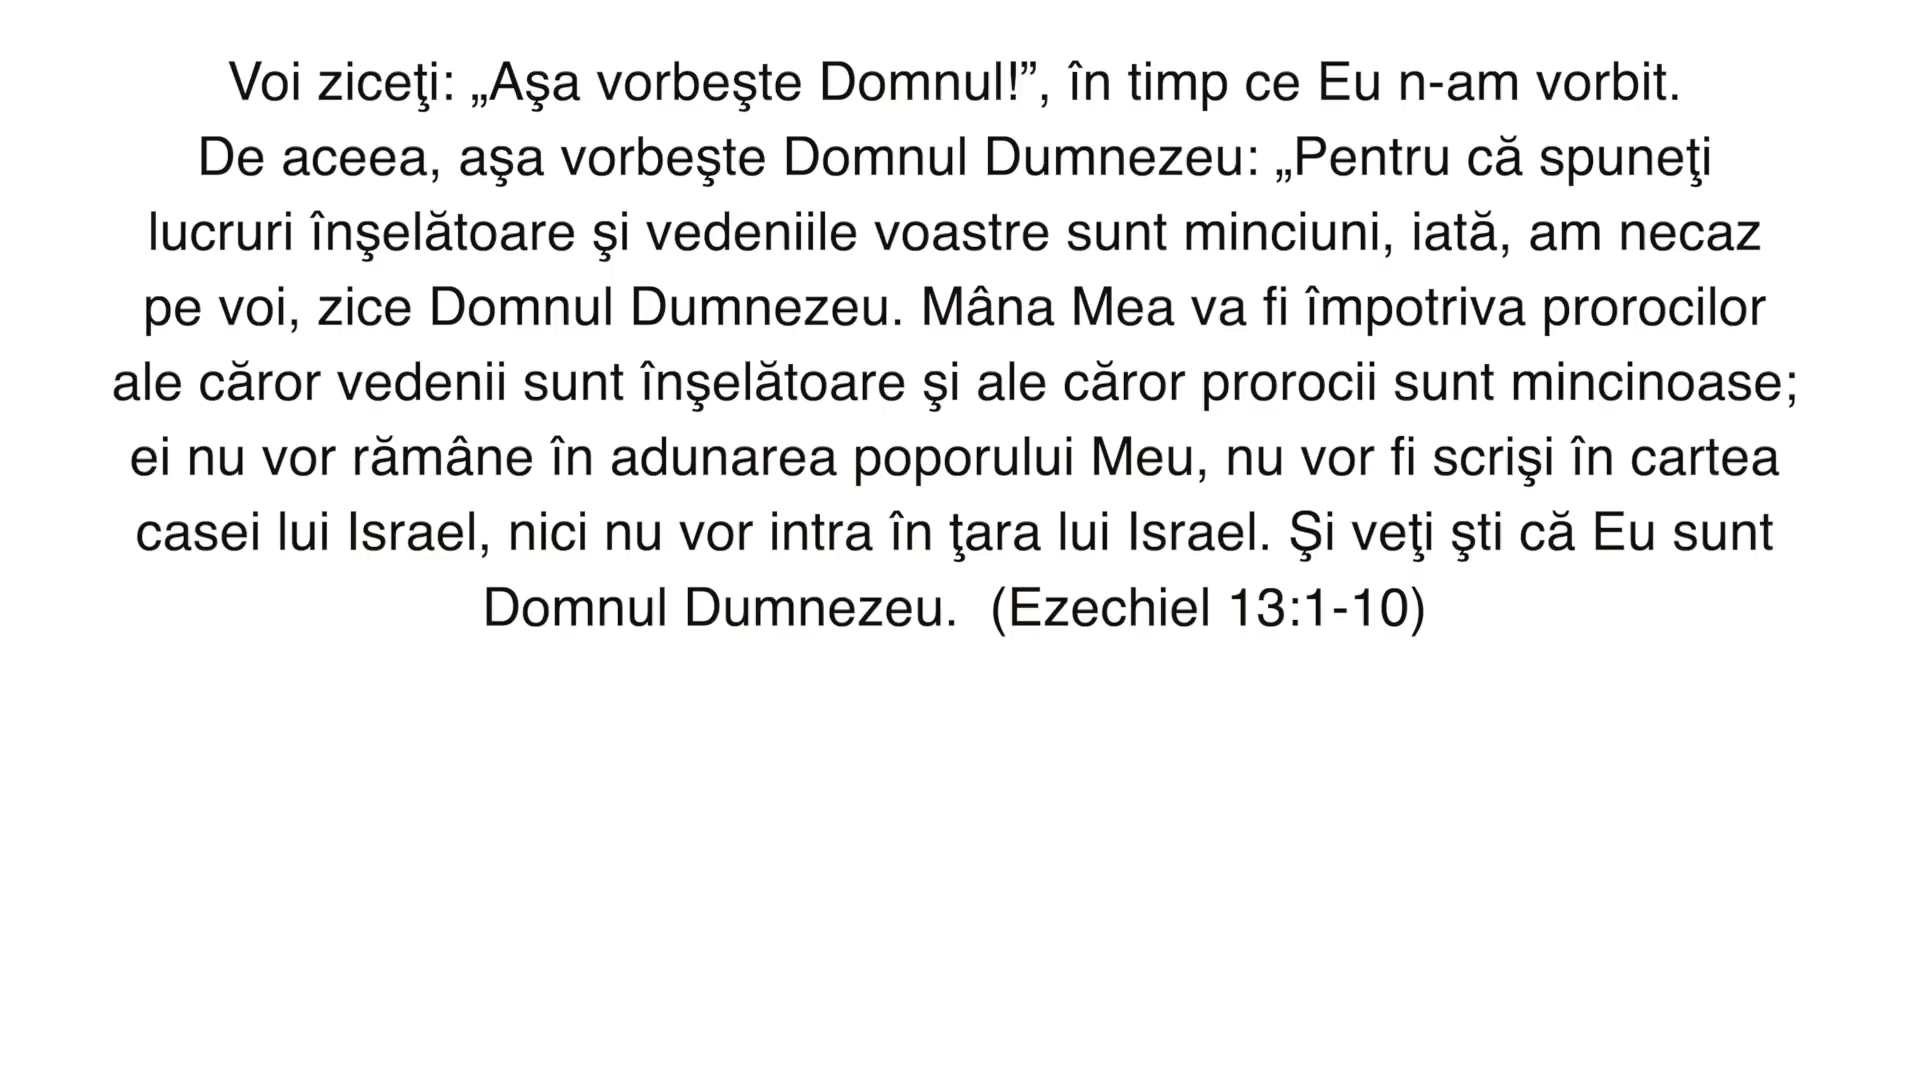 Voi ziceţi: „Aşa vorbeşte Domnul!”, în timp ce Eu n-am vorbit.
De aceea, aşa vorbeşte Domnul Dumnezeu: „Pentru că spuneţi
lucruri înşelătoare şi vedeniile voastre sunt minciuni, iată, am necaz
pe voi, zice Domnul Dumnezeu. Mâna Mea va fi împotriva prorocilor
ale căror vedenii sunt înşelătoare şi ale căror prorocii sunt mincinoase;
ei nu vor rămâne în adunarea poporului Meu, nu vor fi scrişi în cartea
casei lui Israel, nici nu vor intra în ţara lui Israel. Şi veţi şti că Eu sunt
Domnul Dumnezeu.  (Ezechiel 13:1-10)